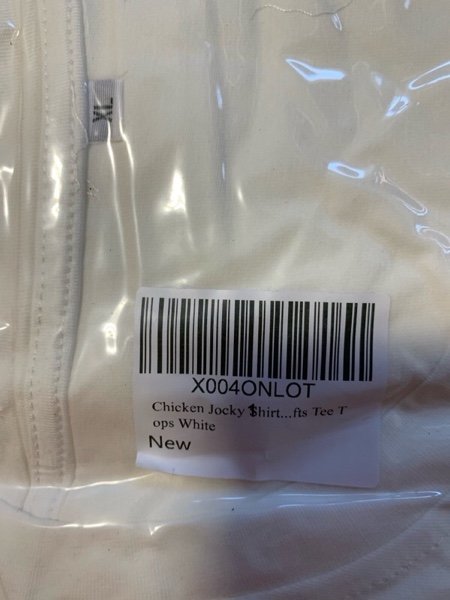 XL
X004ONLOT
Chicken Jocky Shirt...fts Tee T
ops White
New